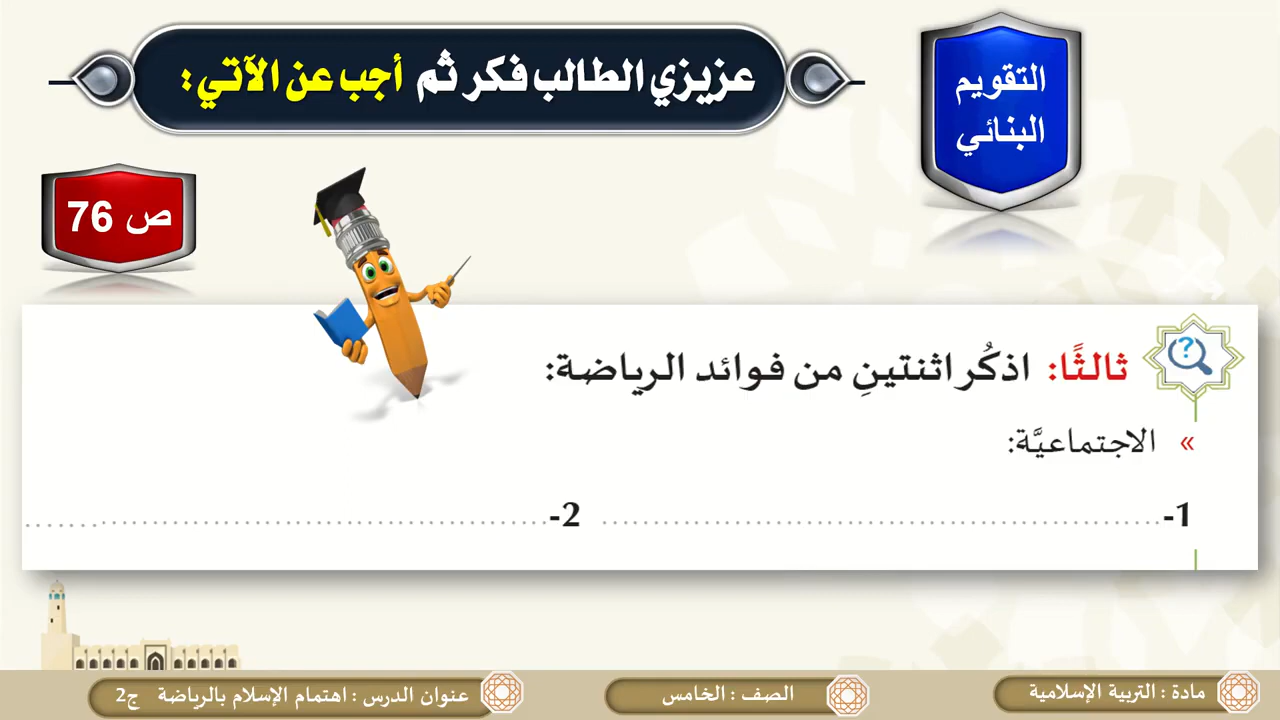 التقويم
البنائي
عزيزي الطالب فكر ثم أجب عن الآتي :
ص 76
ثالثًا: اذكُر اثنتينِ من فوائد الرياضة:
» الاجتماعيَّة:
1- ........................ 2- ........................
مادة : التربية الإسلامية
الصف : الخامس
عنوان الدرس : اهتمام الإسلام بالرياضة ج2